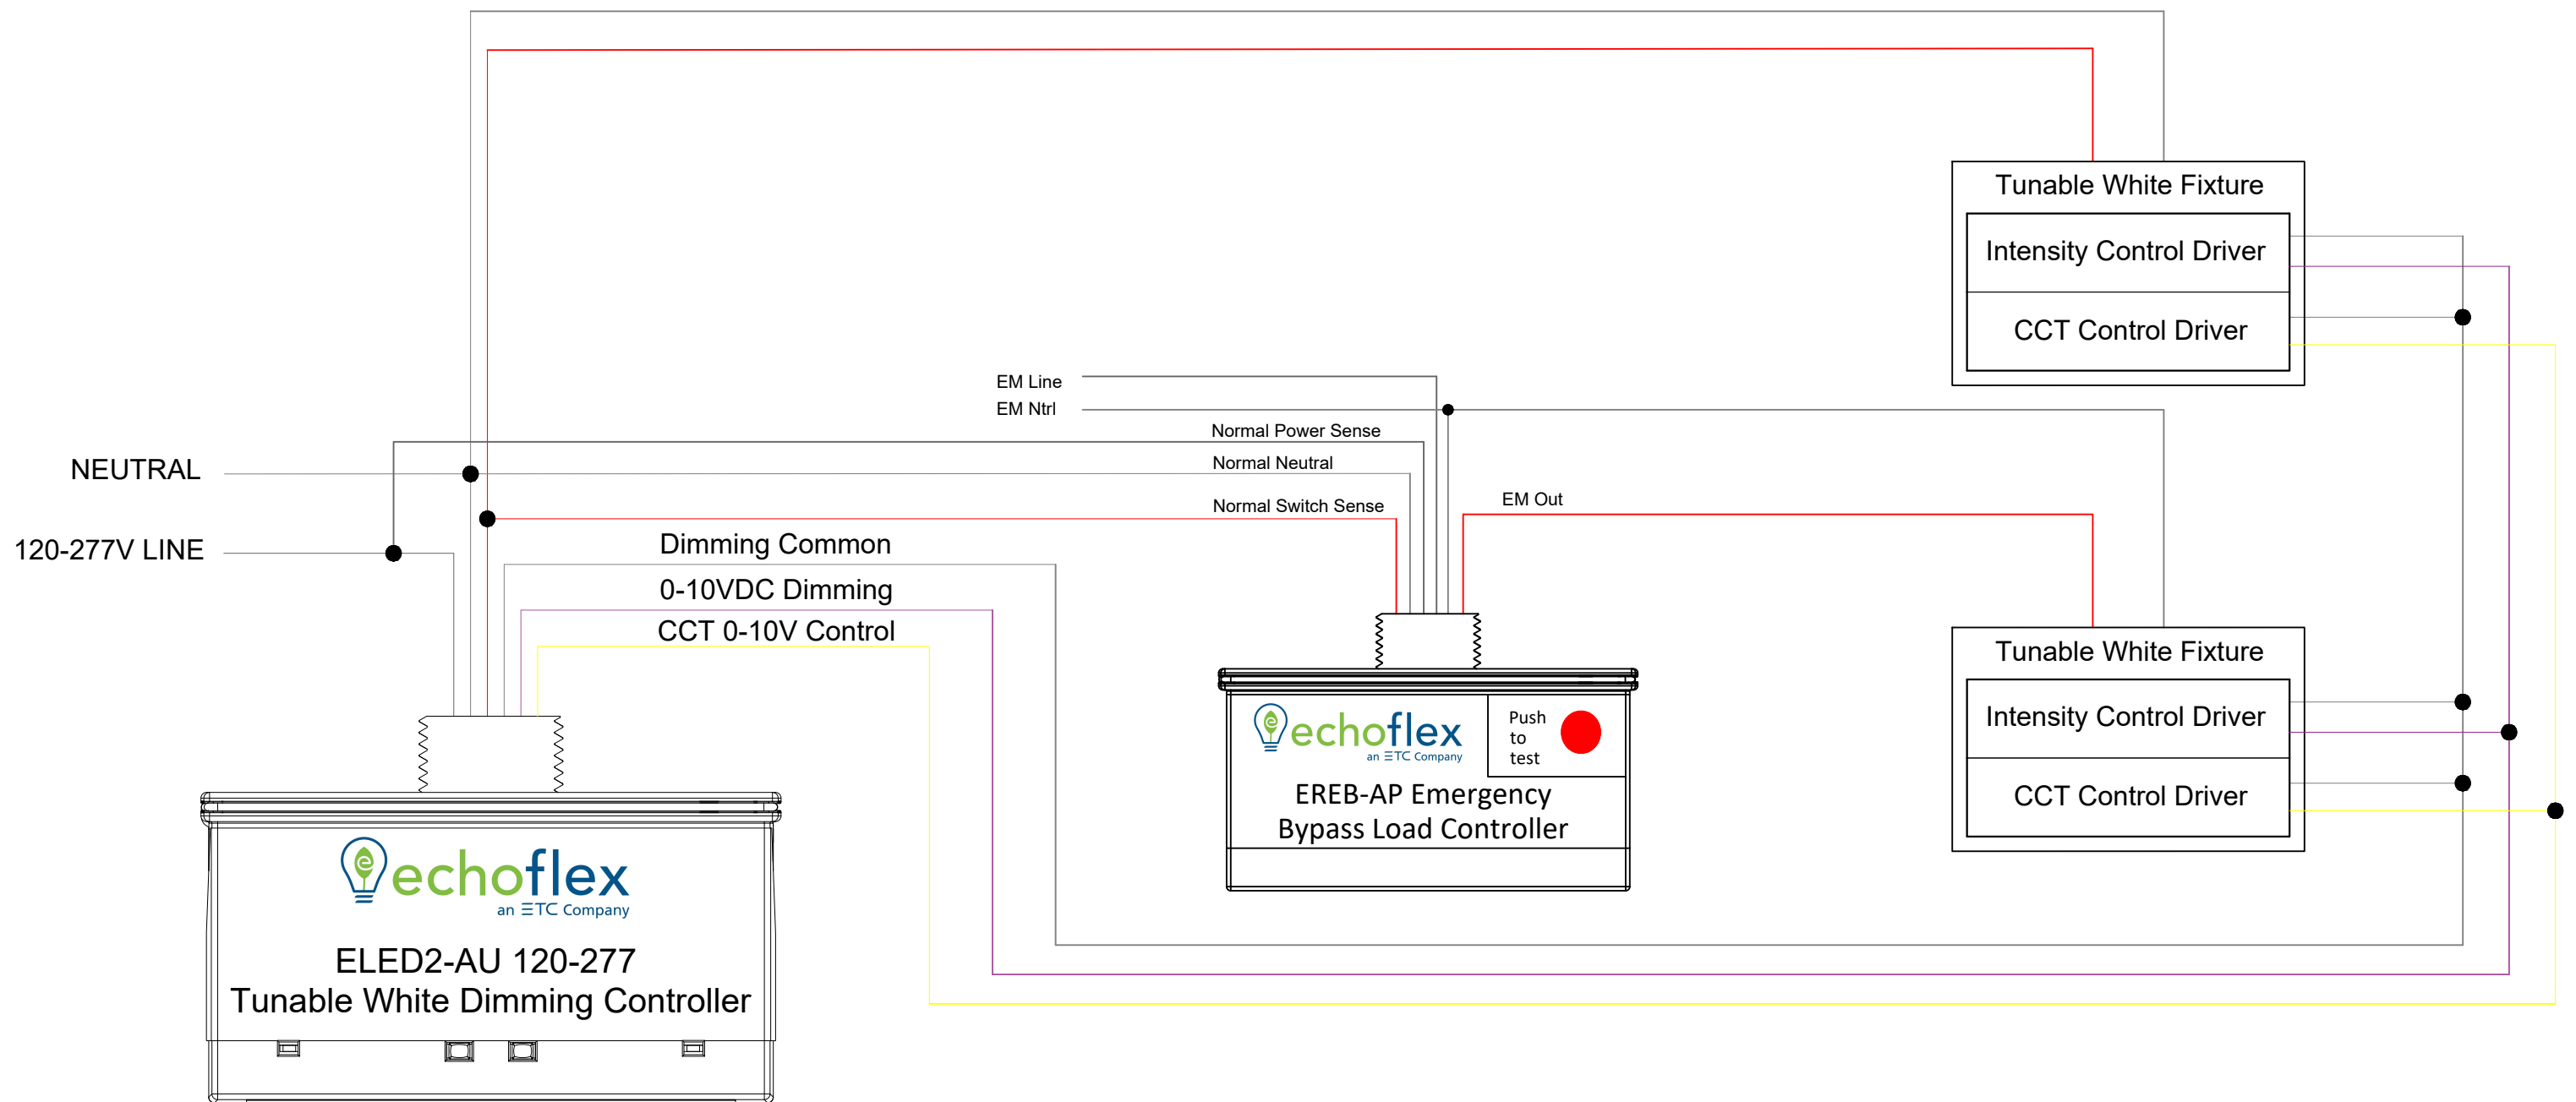 Tunable White Fixture
Intensity Control Driver
CCT Control Driver
EM Line
EM Ntrl
Normal Power Sense
NEUTRAL
Normal Neutral
EM Out
Normal Switch Sense
120-277V LINE
Dimming Common
0-10VDC Dimming
CCT 0-10V Control
Tunable White Fixture
Intensity Control Driver
CCT Control Driver
echoflex
an ETC Company
Push
to
test
EREB-AP Emergency
Bypass Load Controller
echoflex
an ETC Company
ELED2-AU 120-277
Tunable White Dimming Controller